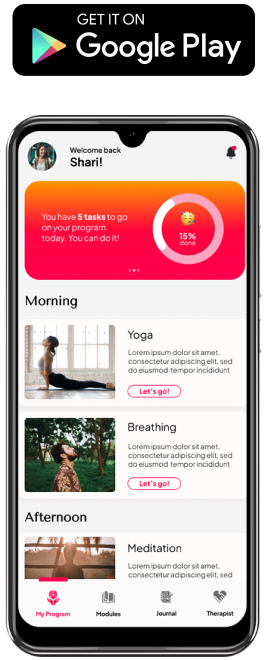 GET IT ON
Google Play
Welcome back
Shari!
You have 5 tasks to go
on your program
today. You can do it!
15%
done
Morning
Yoga
Lorem ipsum dolor sit amet,
consectetur adipiscing elit, sed
do eiusmod tempor incididunt
Let's go!
Breathing
Lorem ipsum dolor sit amet,
consectetur adipiscing elit, sed
do eiusmod tempor incididunt
Let's go!
Afternoon
Meditation
Lorem ipsum dolor sit amet,
consectetur adipiscing elit, sed
My Program
Modules
Journal
Therapist